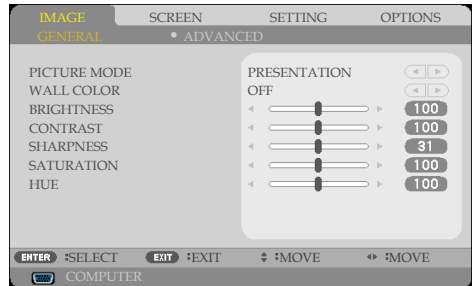 IMAGE SCREEN SETTING OPTIONS
GENERAL • ADVANCED
PICTURE MODE PRESENTATION
WALL COLOR OFF
BRIGHTNESS 100
CONTRAST 100
SHARPNESS 31
SATURATION 100
HUE 100
ENTER :SELECT EXIT :EXIT :MOVE :MOVE
COMPUTER